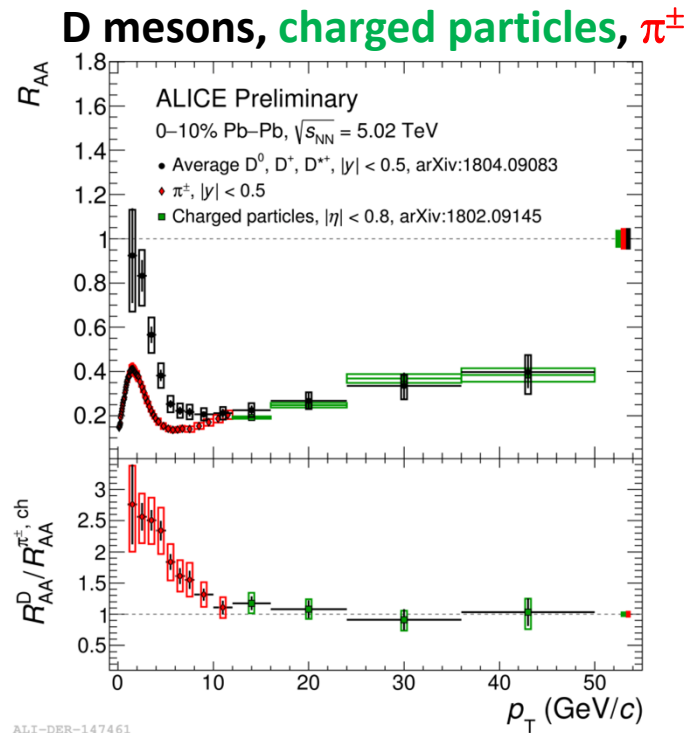 D mesons, charged particles, π±
R_AA
1.8
1.6
1.4
1.2
1
0.8
0.6
0.4
0.2
ALICE Preliminary
0–10% Pb–Pb, √s_NN = 5.02 TeV
Average D⁰, D⁺, D*⁺, |y| < 0.5, arXiv:1804.09083
π±, |y| < 0.5
Charged particles, |η| < 0.8, arXiv:1802.09145
R_AA^D/R_AA^π±, ch
3
2.5
2
1.5
1
0.5
0 10 20 30 40 50
p_T (GeV/c)
ALI-DER-147461